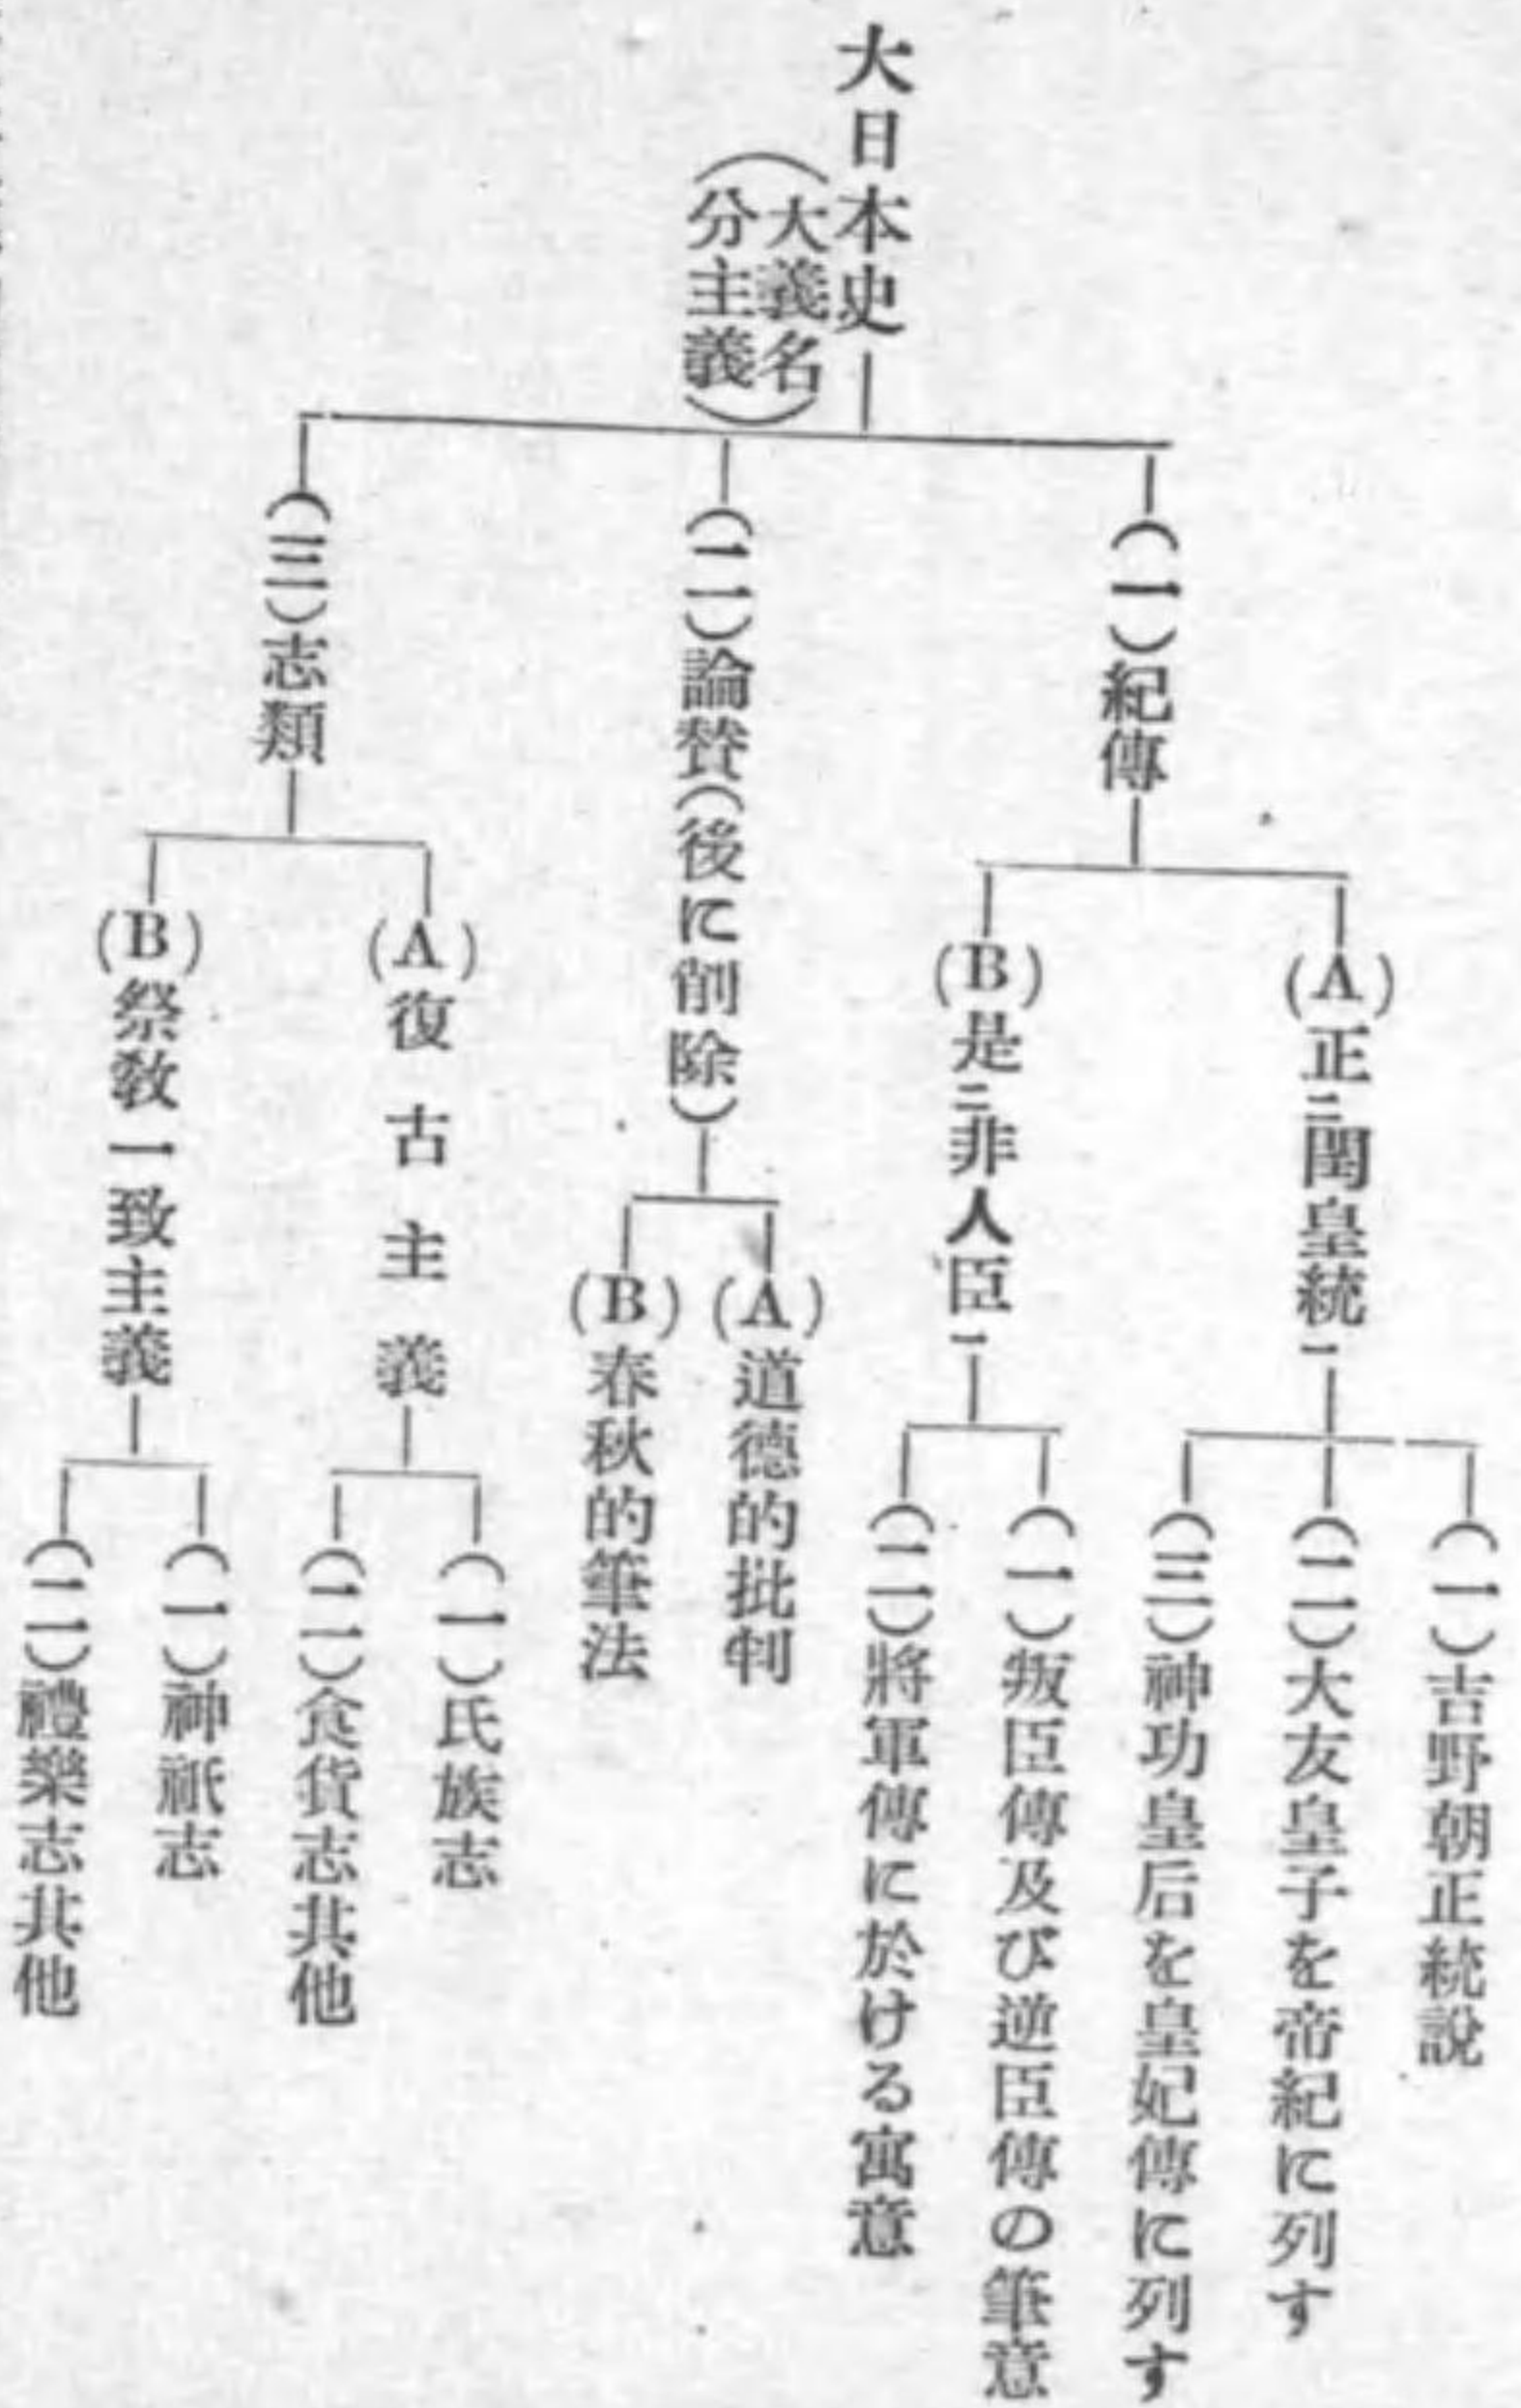 大日本史
（大義名
分主義）
（一）紀傳
（A）正ニ閏皇統一
（一）吉野朝正統說
（二）大友皇子を帝紀に列す
（三）神功皇后を皇妃傳に列す
（B）是ニ非人臣一
（一）叛臣傳及び逆臣傳の筆意
（二）將軍傳に於ける寓意
（二）論賛（後に削除）
（A）道德的批判
（B）春秋的筆法
（三）志類
（A）復古主義
（一）氏族志
（二）食貨志其他
（B）祭敎一致主義
（一）神祇志
（二）禮樂志其他